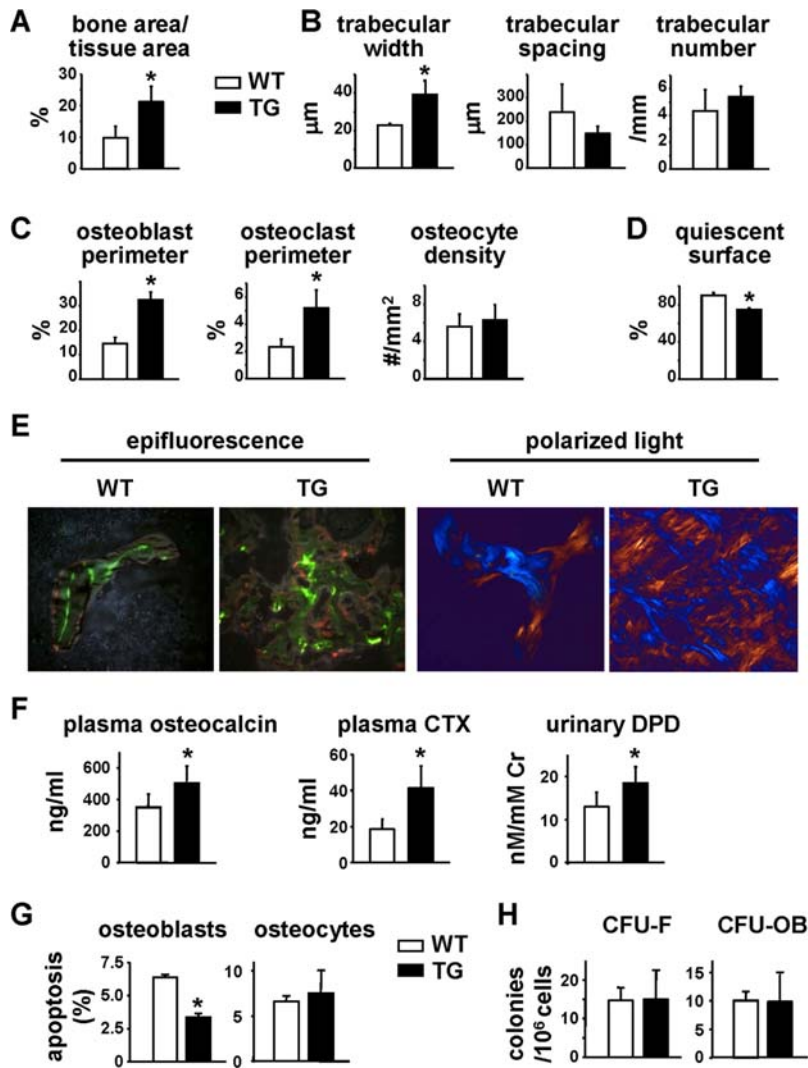 A
bone area/
tissue area
30
20
10
0
%
*
WT
TG
B
trabecular
width
60
40
20
0
µm
*
trabecular
spacing
400
300
200
100
0
µm
trabecular
number
6
4
2
0
/mm
C
osteoblast
perimeter
30
20
10
0
%
*
osteoclast
perimeter
6
4
2
0
%
*
osteocyte
density
8
4
0
#/mm²
D
quiescent
surface
80
40
0
%
*
E
epifluorescence
polarized light
WT
TG
WT
TG
F
plasma osteocalcin
600
400
200
0
ng/ml
*
plasma CTX
60
40
20
0
ng/ml
*
urinary DPD
20
10
0
nM/mM Cr
*
G
osteoblasts
7.5
5.0
2.5
0
apoptosis
(%)
*
osteocytes
10
5
0
WT
TG
H
CFU-F
20
15
10
5
0
colonies
/10⁶ cells
CFU-OB
15
10
5
0